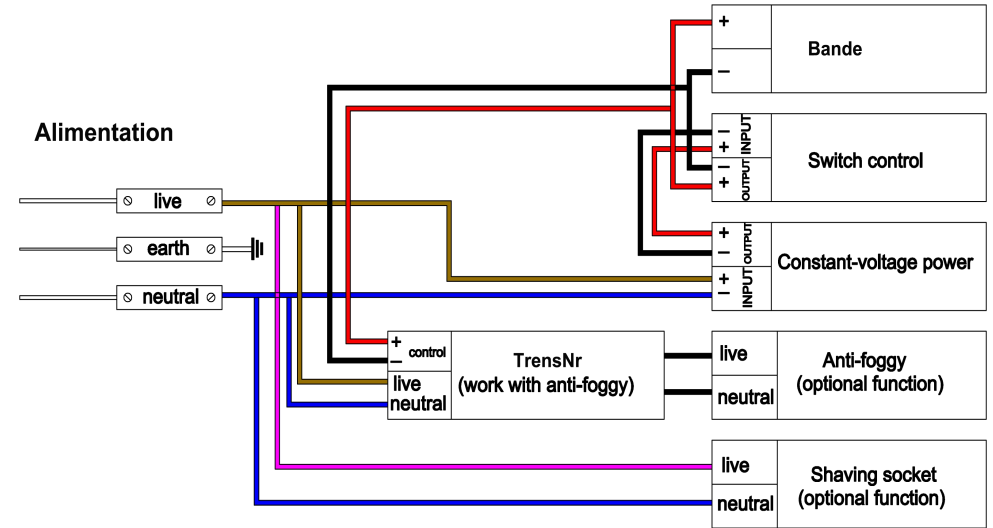 +
Bande
−
Alimentation
− INPUT
+
Switch control
− OUTPUT
+
live
earth
neutral
+ OUTPUT
−
Constant-voltage power
+ INPUT
−
+ control
−
TrensNr
(work with anti-foggy)
live
neutral
live
neutral
Anti-foggy
(optional function)
live
neutral
Shaving socket
(optional function)